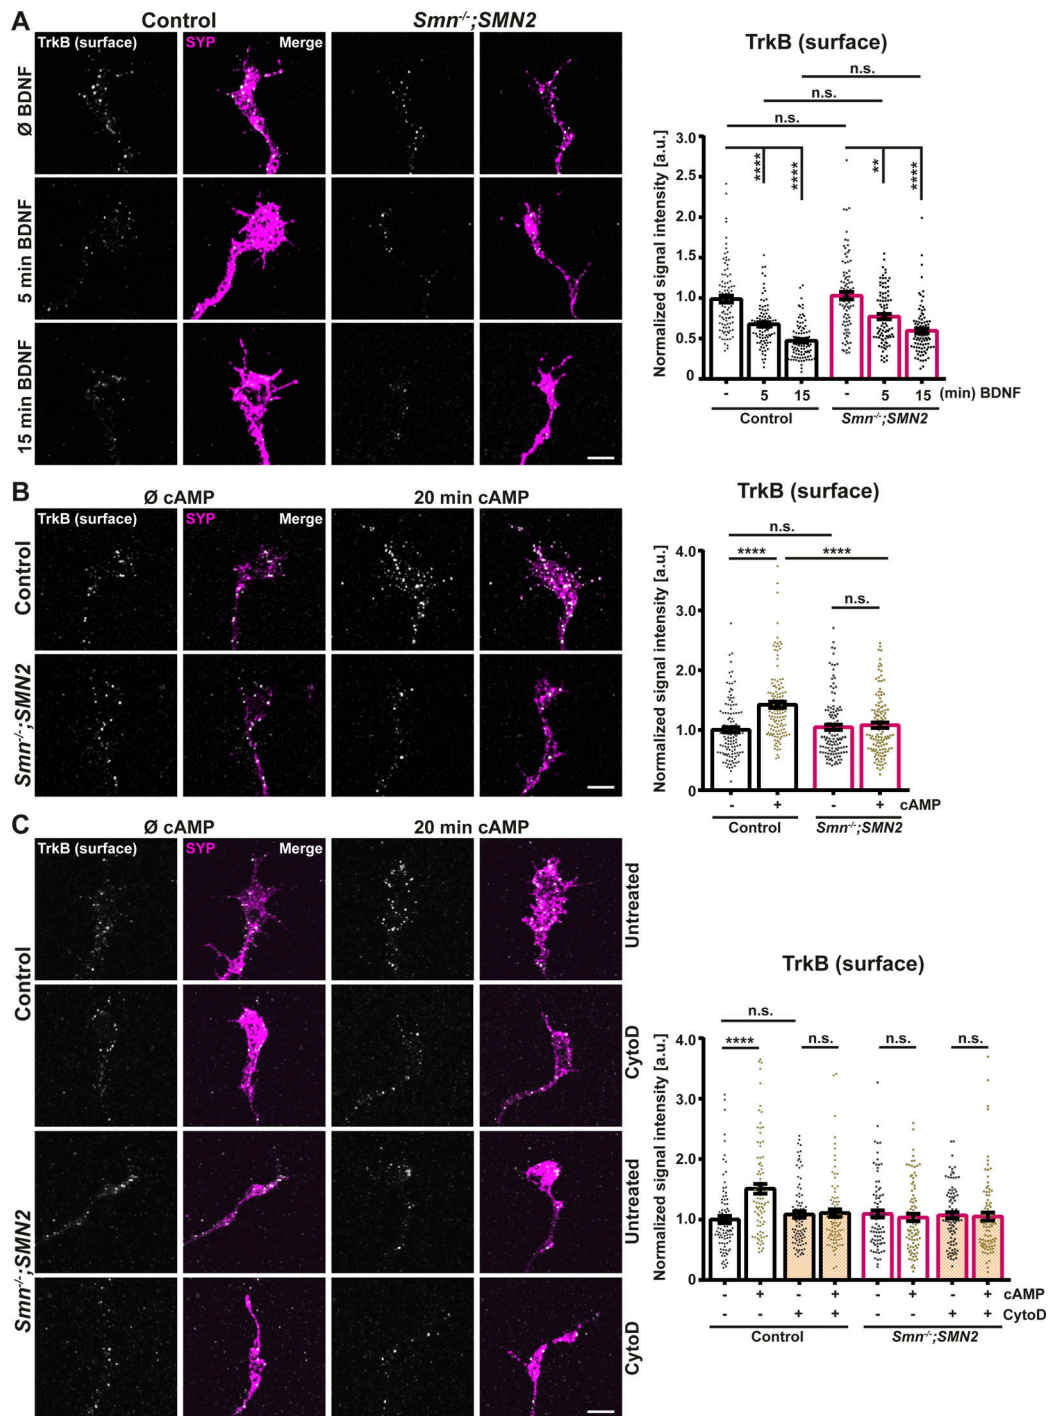 A
Control
Smn-/-;SMN2
TrkB (surface)
SYP
Merge
Ø BDNF
5 min BDNF
15 min BDNF
TrkB (surface)
n.s.
n.s.
n.s.
**** **** ** ****
Normalized signal intensity [a.u.]
3.0
2.5
2.0
1.5
1.0
0.5
0
- 5 15 - 5 15 (min) BDNF
Control Smn-/-;SMN2
B
Ø cAMP
20 min cAMP
TrkB (surface)
SYP
Merge
Control
Smn-/-;SMN2
TrkB (surface)
n.s.
**** ****
n.s.
Normalized signal intensity [a.u.]
4.0
3.0
2.0
1.0
0
- + - + cAMP
Control Smn-/-;SMN2
C
Ø cAMP
20 min cAMP
TrkB (surface)
SYP
Merge
Control
Smn-/-;SMN2
Untreated
CytoD
Untreated
CytoD
TrkB (surface)
n.s.
**** n.s. n.s. n.s.
Normalized signal intensity [a.u.]
4.0
3.0
2.0
1.0
0
- + - + - + - + cAMP
- - + + - - + + CytoD
Control Smn-/-;SMN2